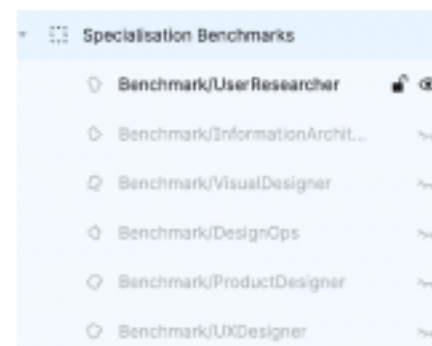 Specialisation Benchmarks
Benchmark/UserResearcher
Benchmark/InformationArchit...
Benchmark/VisualDesigner
Benchmark/DesignOps
Benchmark/ProductDesigner
Benchmark/UXDesigner